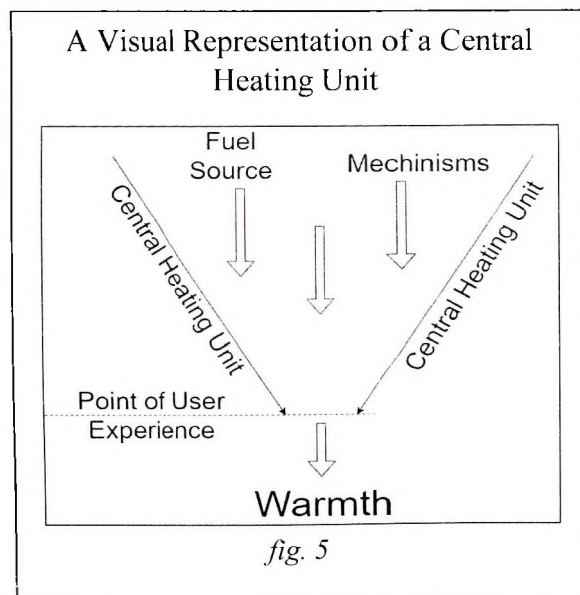 A Visual Representation of a Central
Heating Unit
Fuel
Source
Mechinisms
Central Heating Unit
Central Heating Unit
Point of User
Experience
Warmth
fig. 5